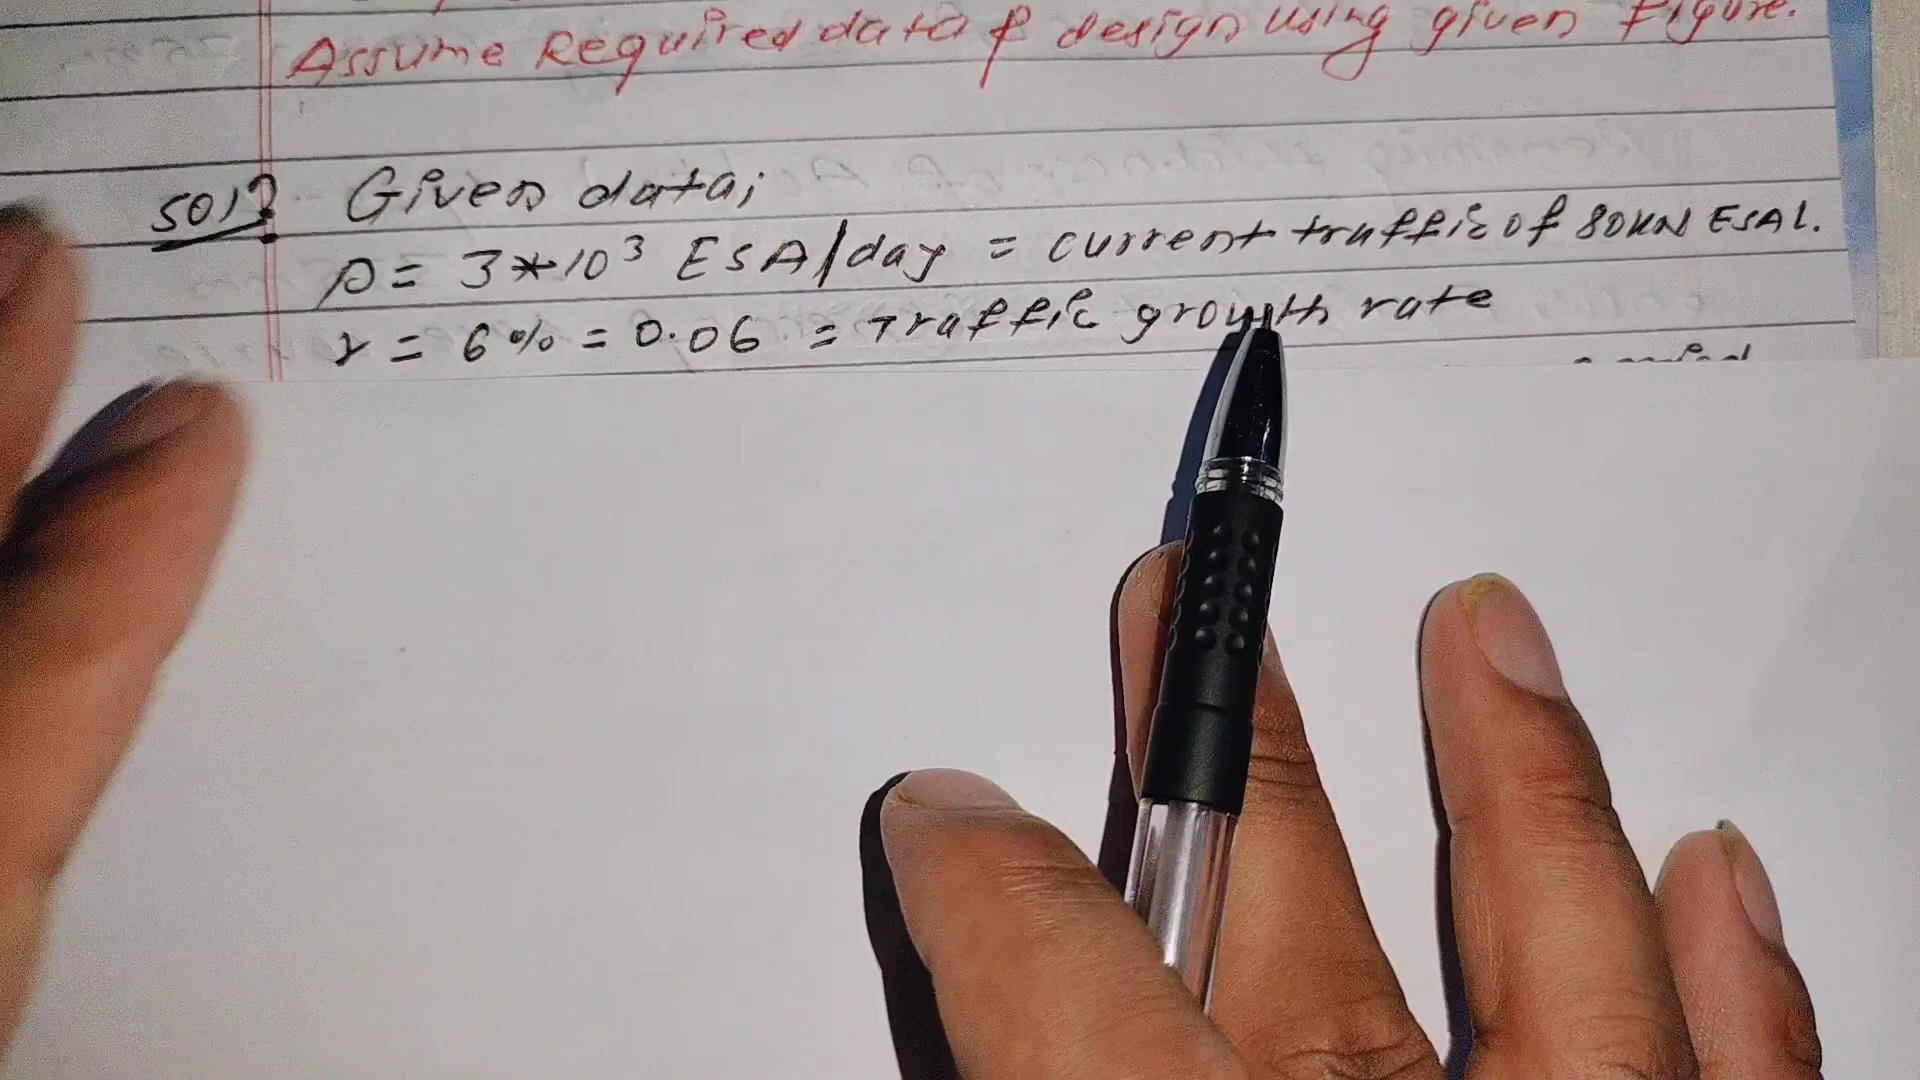 Assume Required data & design using given Figure.
Soln Given data;
P = 3*10³ ESA/day = current traffic of 80KN ESAL.
r = 6% = 0.06 = Traffic growth rate